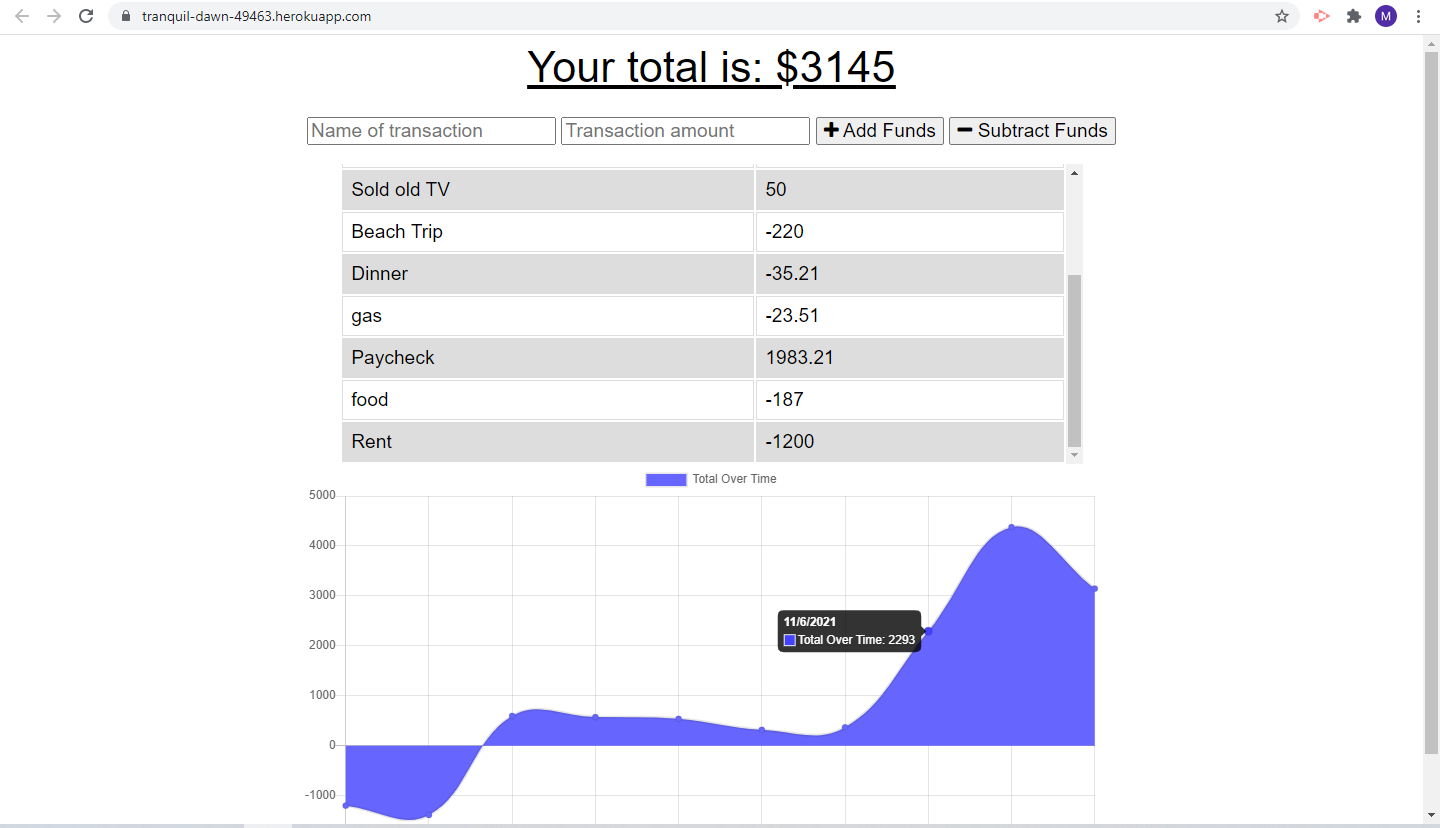 tranquil-dawn-49463.herokuapp.com
M
Your total is: $3145
Name of transaction Transaction amount Add Funds Subtract Funds
Sold old TV 50
Beach Trip -220
Dinner -35.21
gas -23.51
Paycheck 1983.21
food -187
Rent -1200
Total Over Time
5000
4000
3000
11/6/2021
Total Over Time: 2293
2000
1000
0
-1000